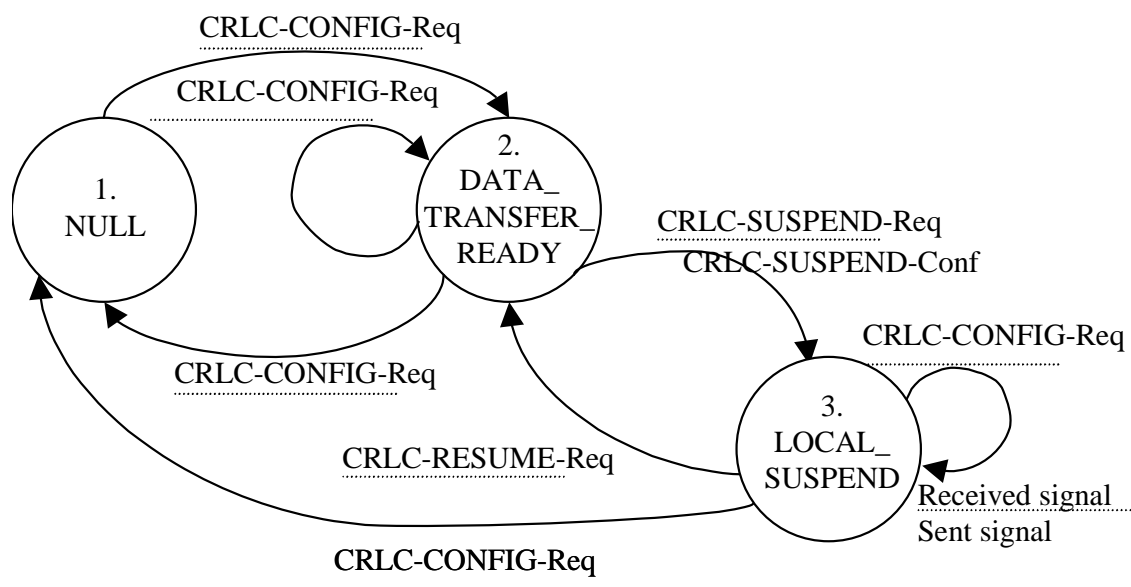 CRLC-CONFIG-Req
CRLC-CONFIG-Req
1.
NULL
2.
DATA_
TRANSFER_
READY
CRLC-SUSPEND-Req
CRLC-SUSPEND-Conf
CRLC-CONFIG-Req
CRLC-CONFIG-Req
3.
LOCAL_
SUSPEND
CRLC-RESUME-Req
Received signal
Sent signal
CRLC-CONFIG-Req